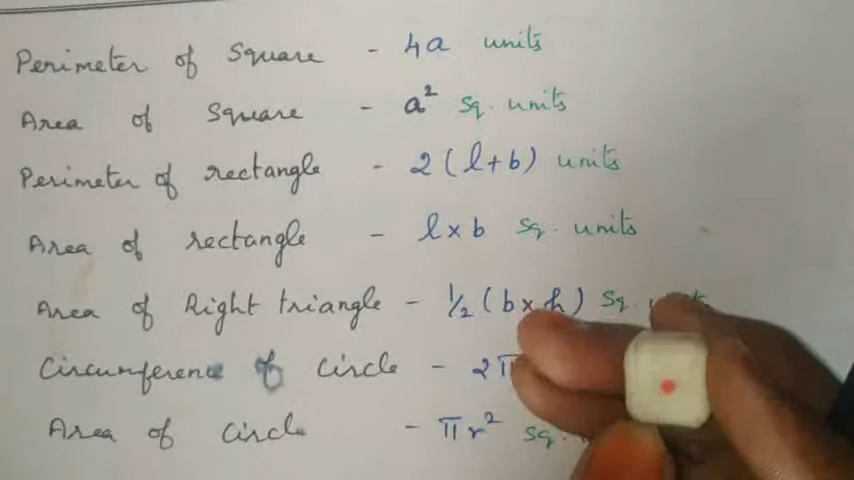 Perimeter of Square - 4a units
Area of Square - a² sq. units
Perimeter of rectangle - 2 (l+b) units
Area of rectangle - l×b sq. units
Area of Right triangle - ½ (b×h) sq.
Circumference of circle - 2π
Area of circle - πr² sq.